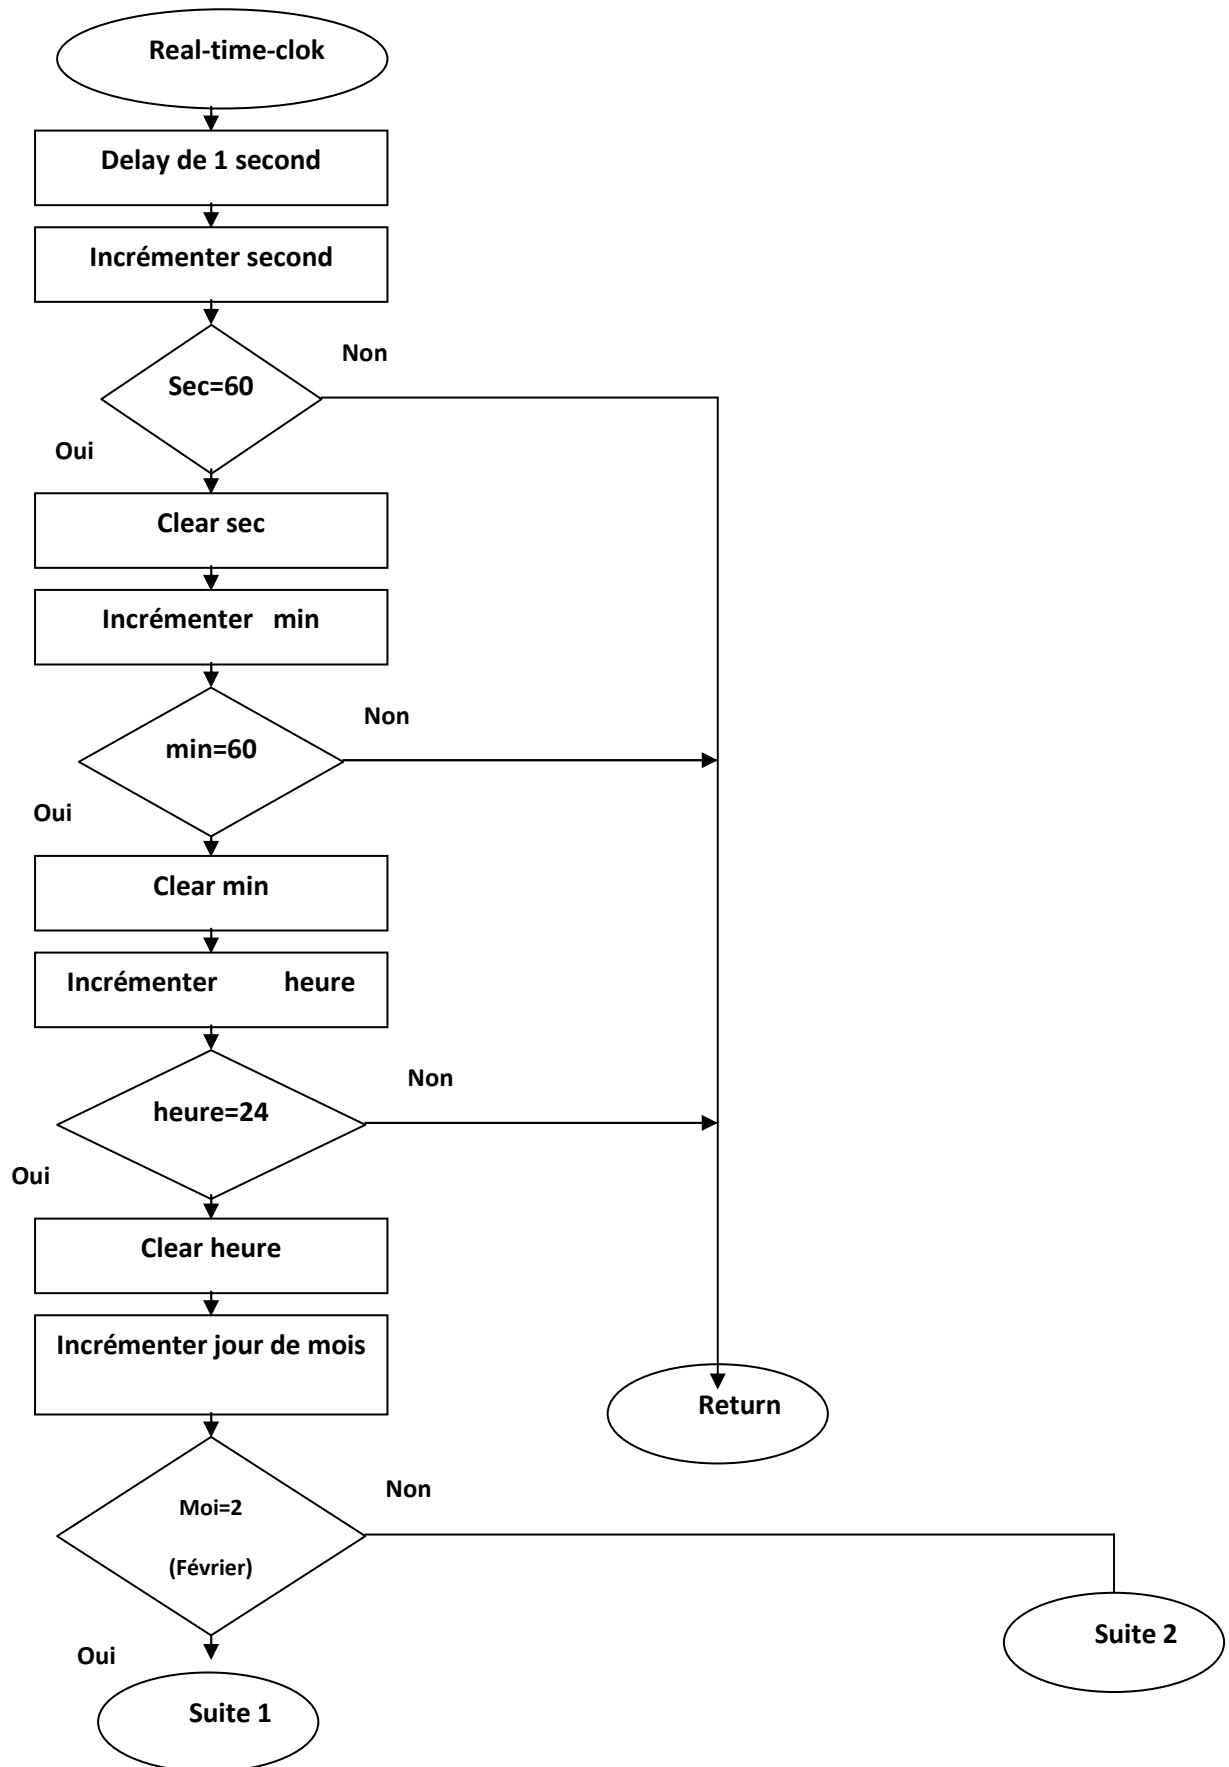 Real-time-clok
Delay de 1 second
Incrémenter second
Non
Sec=60
Oui
Clear sec
Incrémenter min
Non
min=60
Oui
Clear min
Incrémenter heure
Non
heure=24
Oui
Clear heure
Incrémenter jour de mois
Return
Non
Moi=2
(Février)
Suite 2
Oui
Suite 1